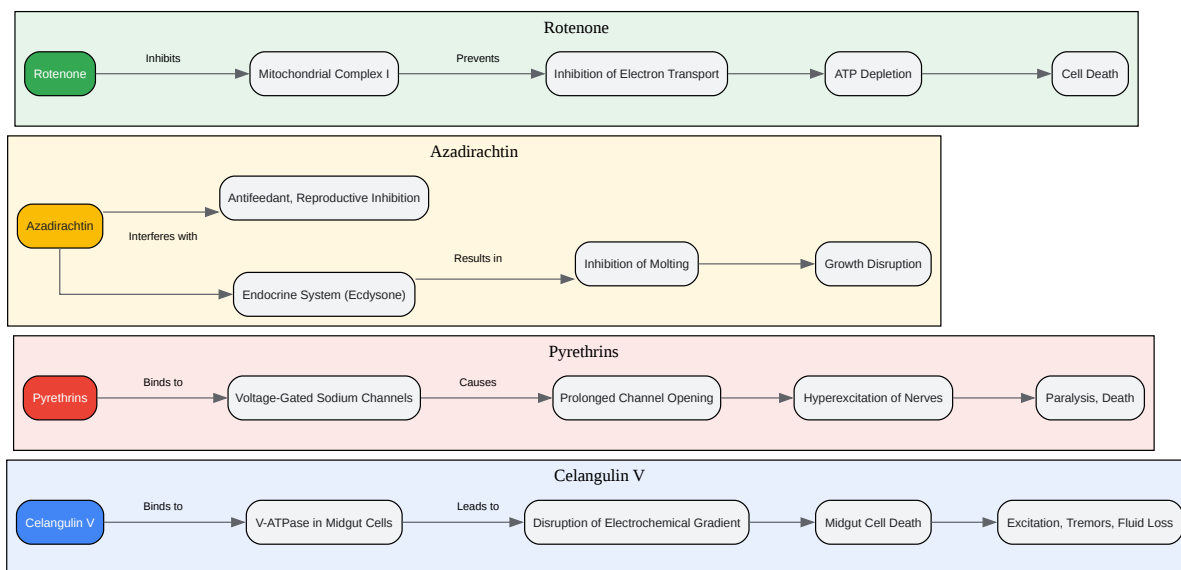 Rotenone
Rotenone
Inhibits
Mitochondrial Complex I
Prevents
Inhibition of Electron Transport
ATP Depletion
Cell Death
Azadirachtin
Azadirachtin
Antifeedant, Reproductive Inhibition
Interferes with
Endocrine System (Ecdysone)
Results in
Inhibition of Molting
Growth Disruption
Pyrethrins
Pyrethrins
Binds to
Voltage-Gated Sodium Channels
Causes
Prolonged Channel Opening
Hyperexcitation of Nerves
Paralysis, Death
Celangulin V
Celangulin V
Binds to
V-ATPase in Midgut Cells
Leads to
Disruption of Electrochemical Gradient
Midgut Cell Death
Excitation, Tremors, Fluid Loss